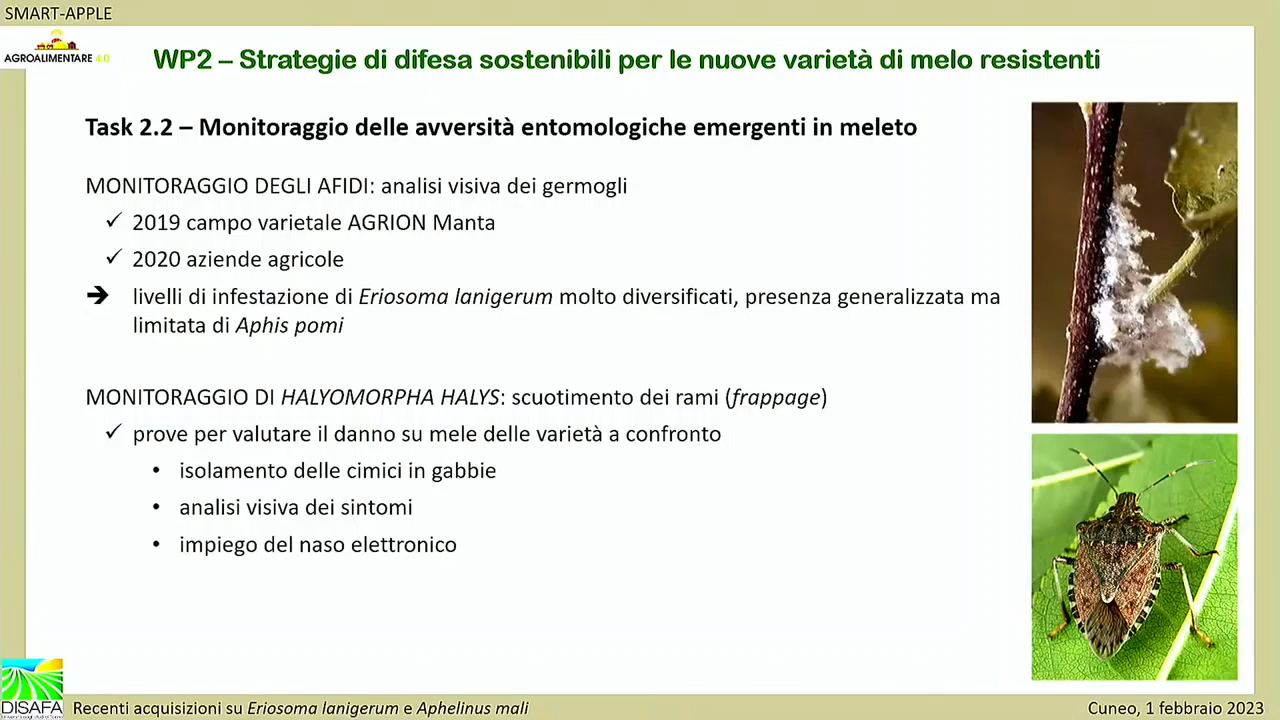 SMART-APPLE
AGROALIMENTARE 4.0
WP2 – Strategie di difesa sostenibili per le nuove varietà di melo resistenti
Task 2.2 – Monitoraggio delle avversità entomologiche emergenti in meleto
MONITORAGGIO DEGLI AFIDI: analisi visiva dei germogli
✓ 2019 campo varietale AGRION Manta
✓ 2020 aziende agricole
➔ livelli di infestazione di Eriosoma lanigerum molto diversificati, presenza generalizzata ma
limitata di Aphis pomi
MONITORAGGIO DI HALYOMORPHA HALYS: scuotimento dei rami (frappage)
✓ prove per valutare il danno su mele delle varietà a confronto
• isolamento delle cimici in gabbie
• analisi visiva dei sintomi
• impiego del naso elettronico
DISAFA
Recenti acquisizioni su Eriosoma lanigerum e Aphelinus mali
Cuneo, 1 febbraio 2023